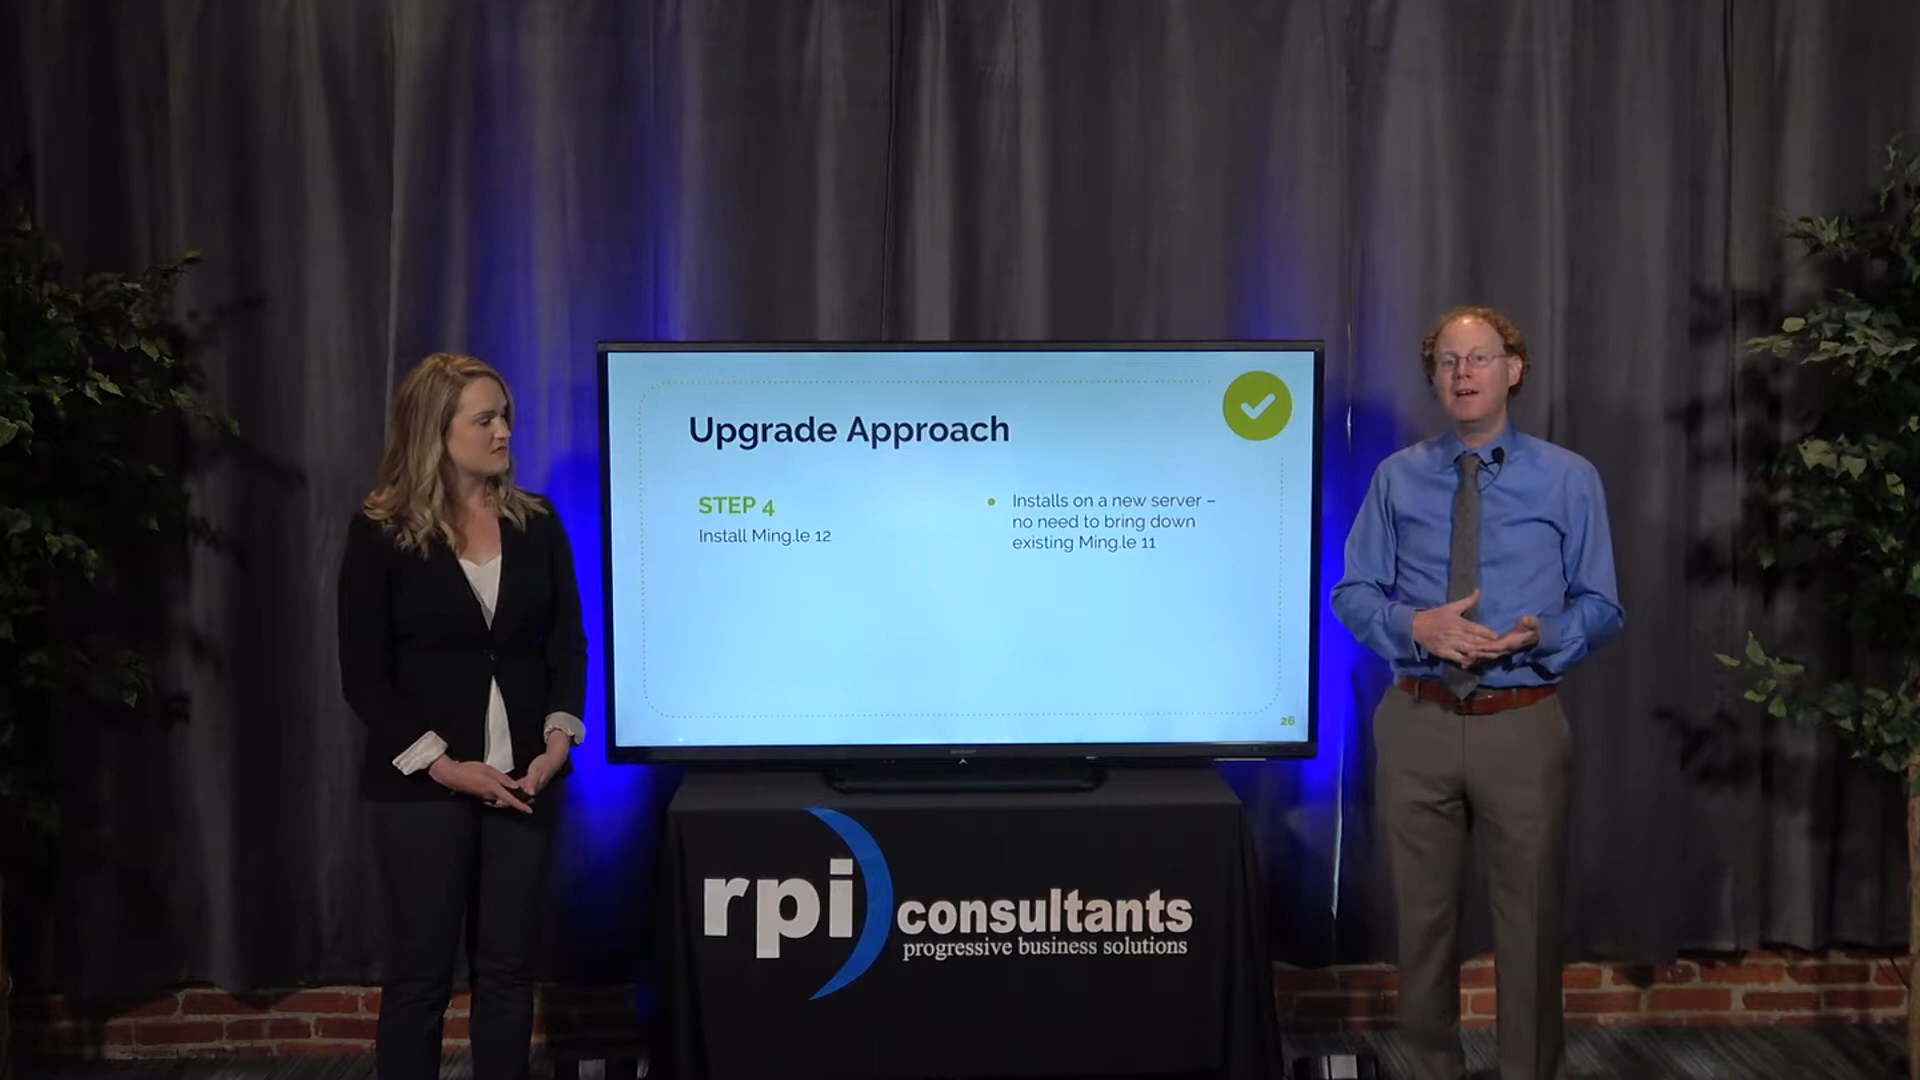 Upgrade Approach
STEP 4
Install Ming.le 12
Installs on a new server –
no need to bring down
existing Ming.le 11
26
SHARP
rpi consultants
progressive business solutions